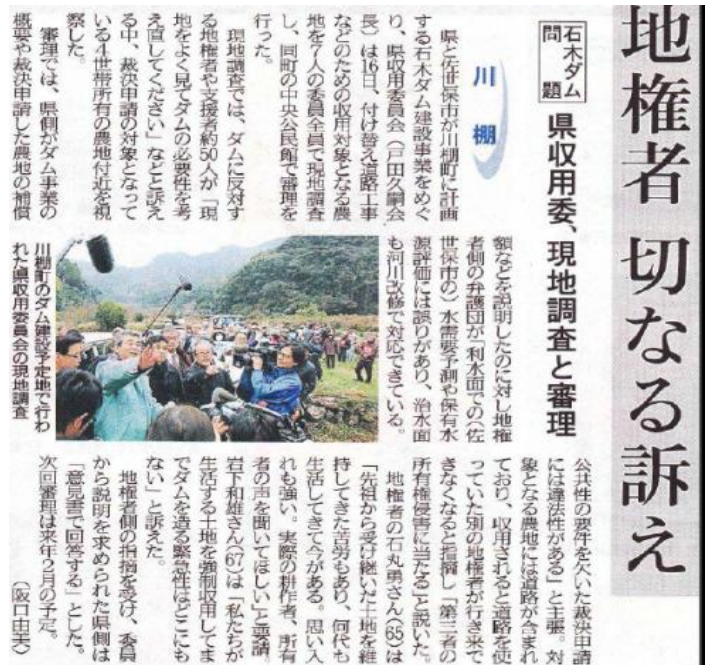 地権者 切なる訴え
石木ダム
問題
県収用委、現地調査と審理
川棚
県と佐世保市が川棚町に計画
する石木ダム建設事業をめぐ
り、県収用委員会（戸田久嗣会
長）は16日、付け替え道路工事
などのための収用対象となる農
地を7人の委員全員で現地調査
し、同町の中央公民館で審理を
行った。
現地調査では、ダムに反対す
る地権者や支援者約50人が「現
地をよく見てダムの必要性を考
え直してください」などと訴え
る中、裁決申請の対象となって
いる4世帯所有の農地付近を視
察した。
審理では、県側がダム事業の
概要や裁決申請した農地の補償
額などを説明したのに対し地権
者側の弁護団が「利水面での（佐
世保市の）水需要予測や保有水
源評価には誤りがあり、治水面
も河川改修で対応できている。
公共性の要件を欠いた裁決申請
には違法性がある」と主張。対
象となる農地には道路が含まれ
ており、収用されると道路を使
っていた別の地権者が行き来で
きなくなると指摘し「第三者の
所有権侵害に当たる」と説いた。
地権者の石丸勇さん（65）は
「先祖から受け継いだ土地を維
持してきた苦労もあり、何代も
生活してきて今がある。思い入
れも強い。実際の耕作者、所有
者の声を聞いてほしい」と要請。
岩下和雄さん（67）は「私たちが
生活する土地を強制収用してま
でダムを造る緊急性はどこにも
ない」と訴えた。
地権者側の指摘を受け、委員
から説明を求められた県側は
「意見書で回答する」とした。
次回審理は来年2月の予定。
（阪口由美）
川棚町のダム建設予定地で行わ
れた県収用委員会の現地調査